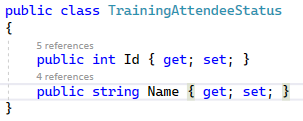 public class TrainingAttendeeStatus
{
5 references
public int Id { get; set; }
4 references
public string Name { get; set; }
}